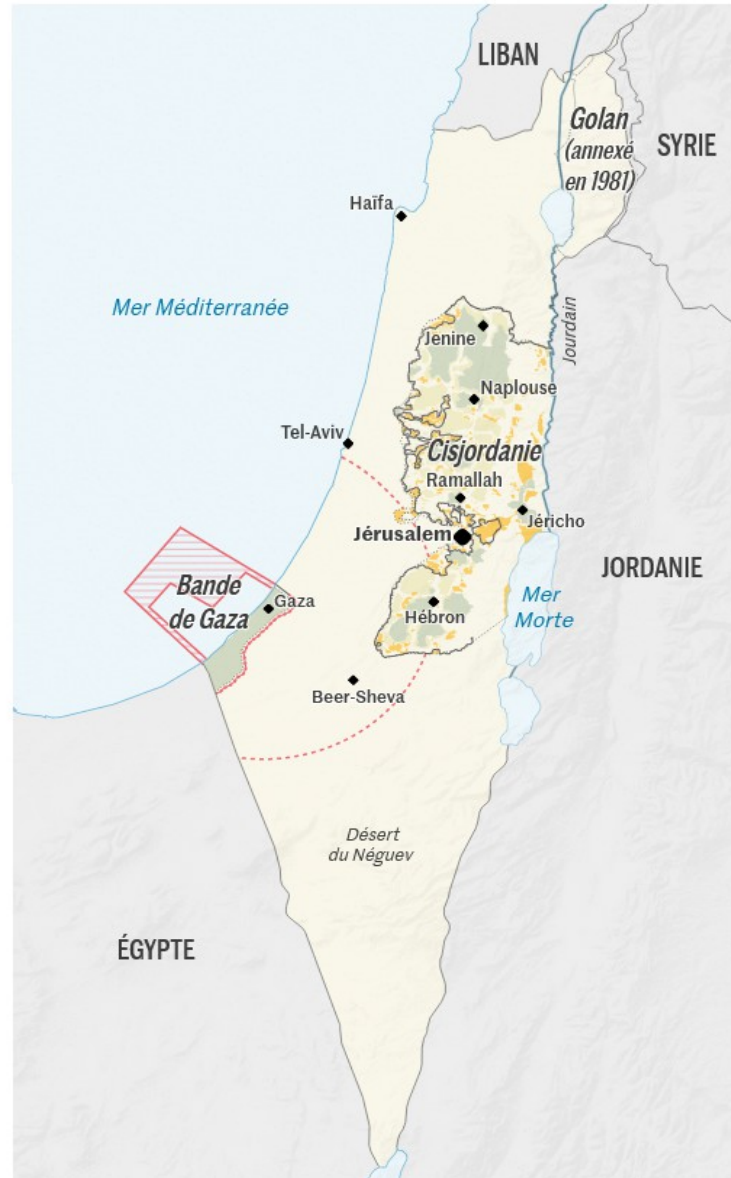 LIBAN
Golan
(annexé
en 1981)
SYRIE
Haïfa
Mer Méditerranée
Jourdain
Jenine
Naplouse
Tel-Aviv
Cisjordanie
Ramallah
Jéricho
Jérusalem
JORDANIE
Bande
de Gaza
Gaza
Mer
Morte
Hébron
Beer-Sheva
Désert
du Néguev
ÉGYPTE